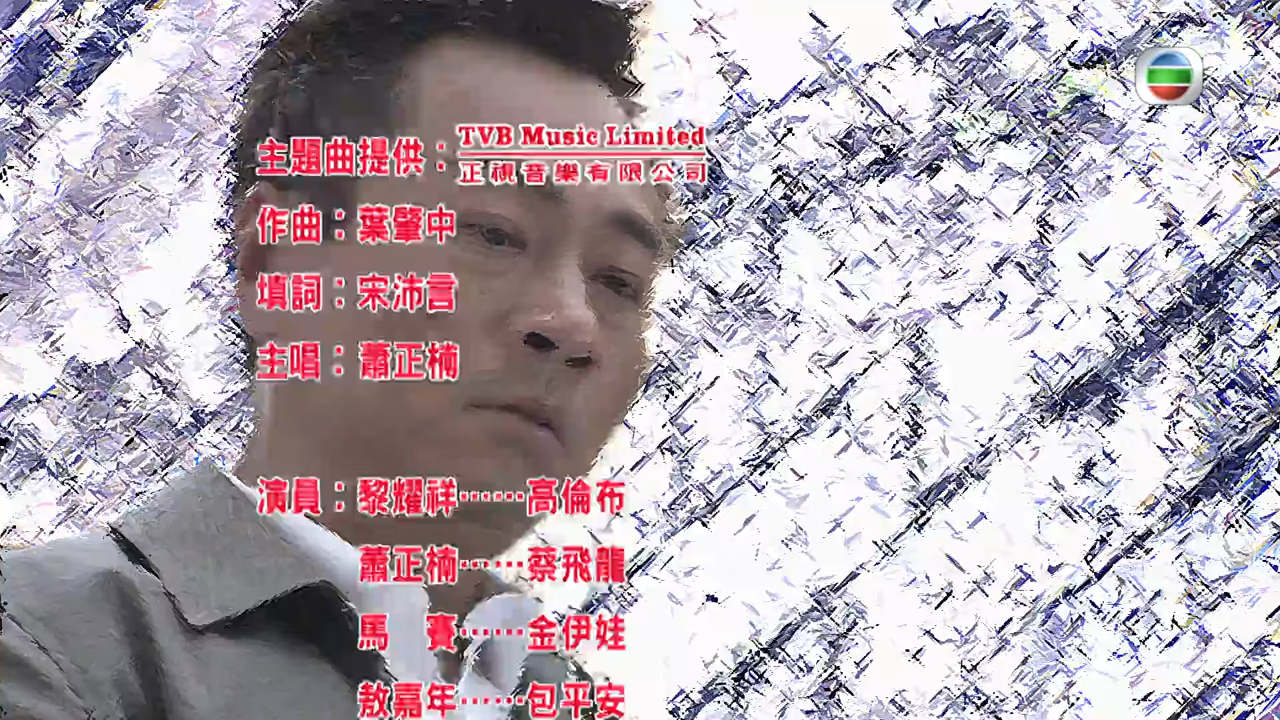 主題曲提供：TVB Music Limited
正視音樂有限公司
作曲：葉肇中
填詞：宋沛言
主唱：蕭正楠
演員：黎耀祥……高倫布
蕭正楠……蔡飛龍
馬　賽……金伊娃
敖嘉年……包平安